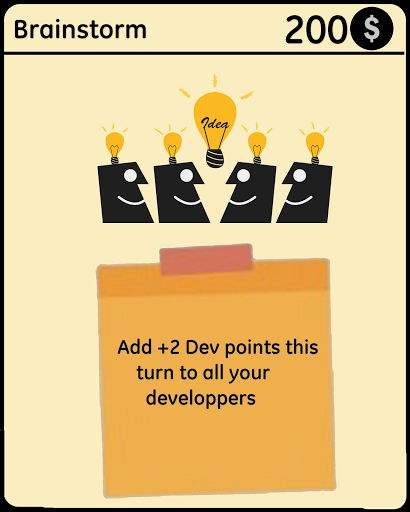 Brainstorm 200$
Idea
Add +2 Dev points this
turn to all your
developpers